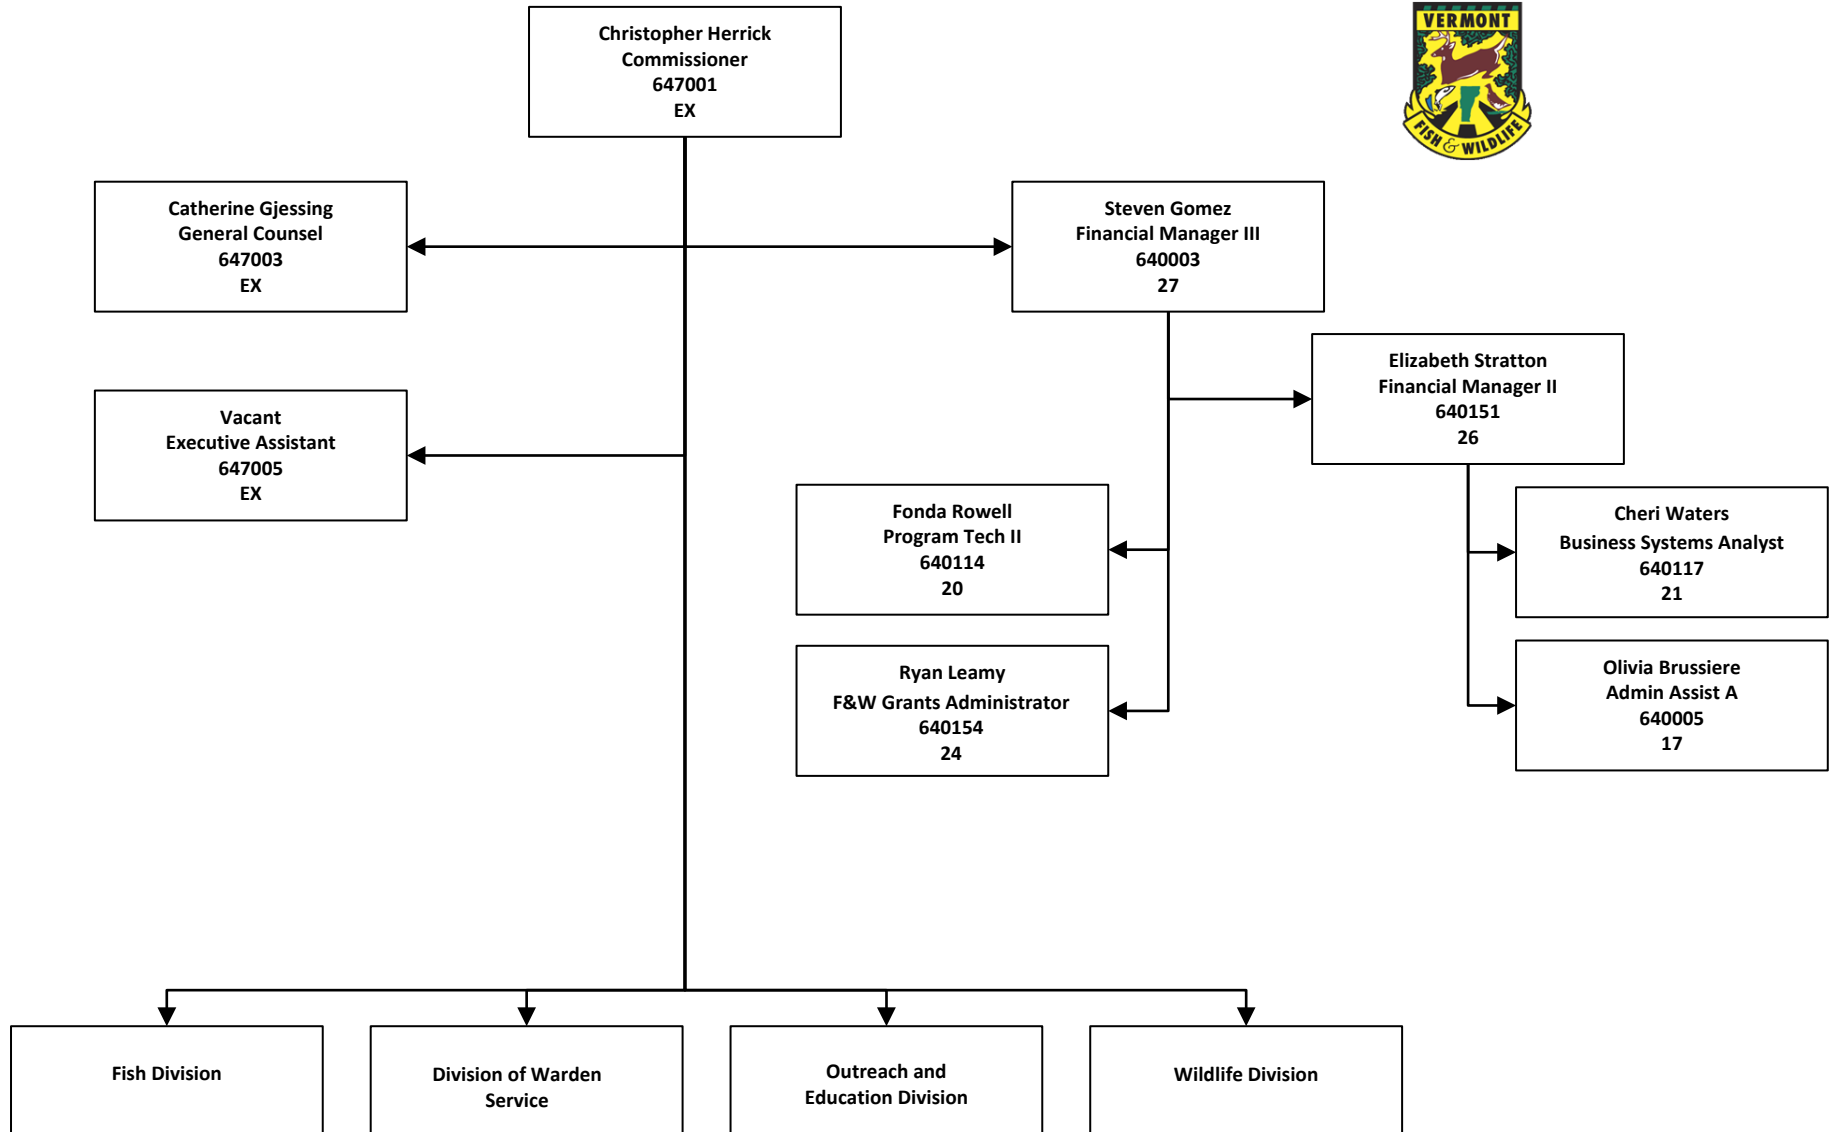 Christopher Herrick
Commissioner
647001
EX
VERMONT
FISH & WILDLIFE
Catherine Gjessing
General Counsel
647003
EX
Steven Gomez
Financial Manager III
640003
27
Elizabeth Stratton
Financial Manager II
640151
26
Vacant
Executive Assistant
647005
EX
Fonda Rowell
Program Tech II
640114
20
Cheri Waters
Business Systems Analyst
640117
21
Ryan Leamy
F&W Grants Administrator
640154
24
Olivia Brussiere
Admin Assist A
640005
17
Fish Division
Division of Warden
Service
Outreach and
Education Division
Wildlife Division